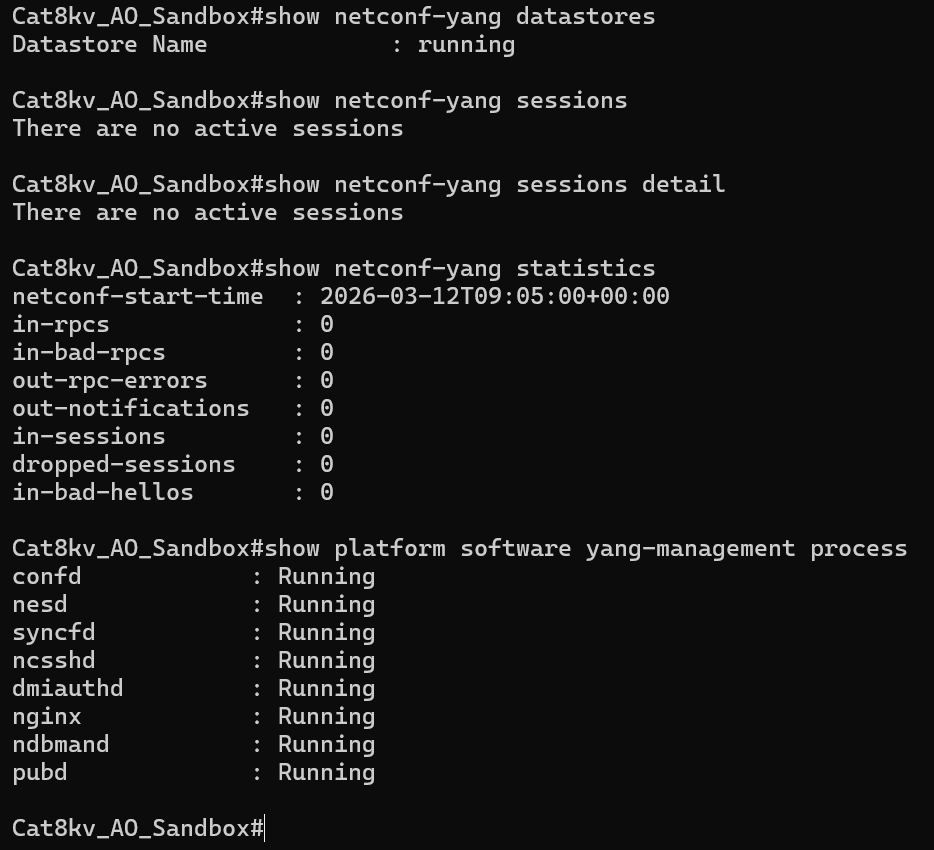 Cat8kv_AO_Sandbox#show netconf-yang datastores
Datastore Name             : running
Cat8kv_AO_Sandbox#show netconf-yang sessions
There are no active sessions
Cat8kv_AO_Sandbox#show netconf-yang sessions detail
There are no active sessions
Cat8kv_AO_Sandbox#show netconf-yang statistics
netconf-start-time  : 2026-03-12T09:05:00+00:00
in-rpcs             : 0
in-bad-rpcs         : 0
out-rpc-errors      : 0
out-notifications   : 0
in-sessions         : 0
dropped-sessions    : 0
in-bad-hellos       : 0
Cat8kv_AO_Sandbox#show platform software yang-management process
confd            : Running
nesd             : Running
syncfd           : Running
ncsshd           : Running
dmiauthd         : Running
nginx            : Running
ndbmand          : Running
pubd             : Running
Cat8kv_AO_Sandbox#